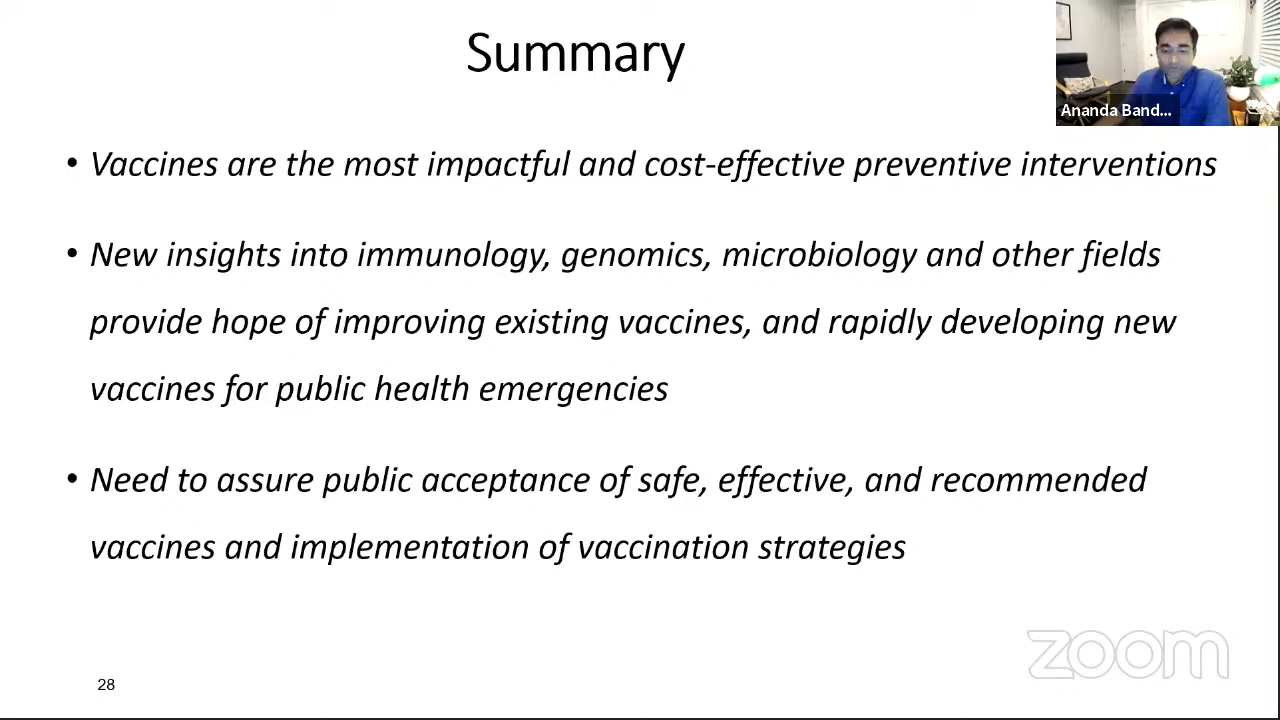 Summary
Ananda Band...
• Vaccines are the most impactful and cost-effective preventive interventions
• New insights into immunology, genomics, microbiology and other fields
provide hope of improving existing vaccines, and rapidly developing new
vaccines for public health emergencies
• Need to assure public acceptance of safe, effective, and recommended
vaccines and implementation of vaccination strategies
zoom
28